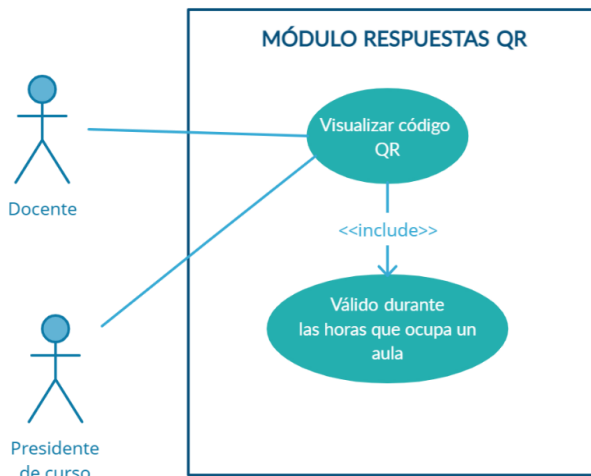 MÓDULO RESPUESTAS QR
Visualizar código
QR
Docente
<<include>>
Válido durante
las horas que ocupa un
aula
Presidente
de curso